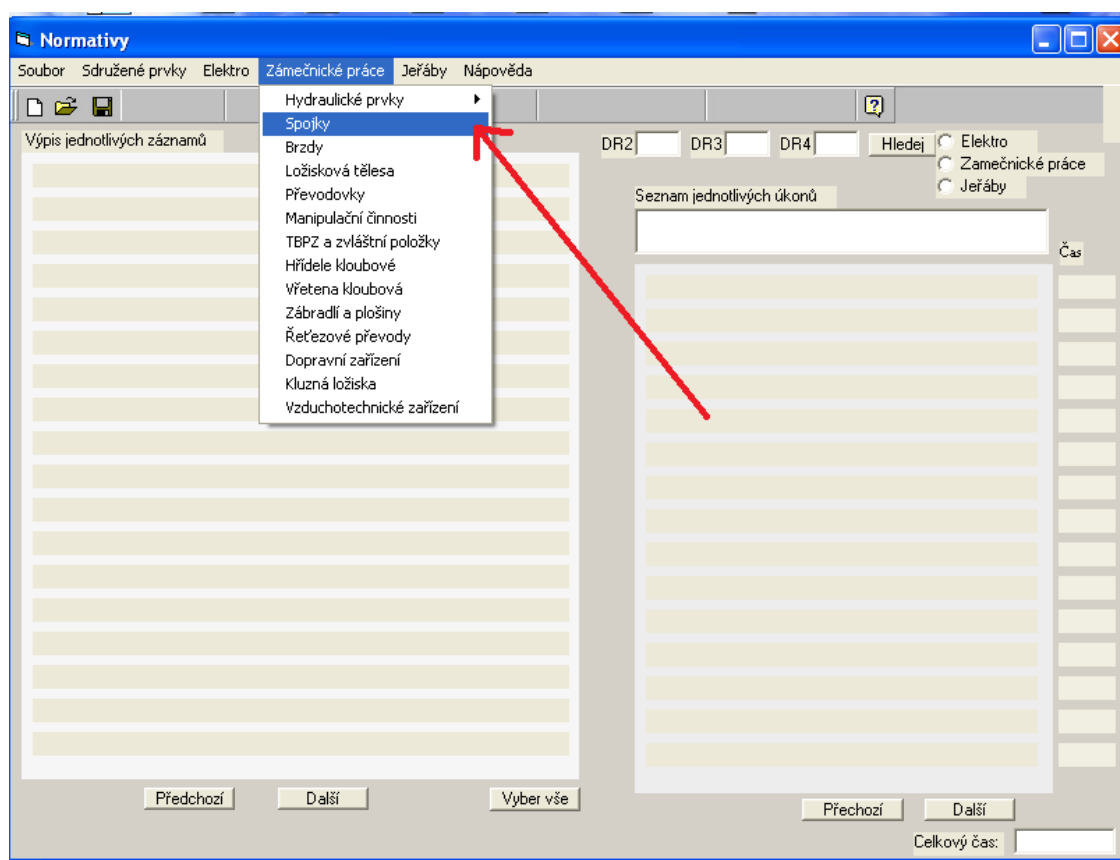 Normativy
Soubor Sdružené prvky Elektro Zámečnické práce Jeřáby Nápověda
Hydraulické prvky
Spojky
Brzdy
Ložisková tělesa
Převodovky
Manipulační činnosti
TBPZ a zvláštní položky
Hřídele kloubové
Vřetena kloubová
Zábradlí a plošiny
Řeťezové převody
Dopravní zařízení
Kluzná ložiska
Vzduchotechnické zařízení
Výpis jednotlivých záznamů
DR2 DR3 DR4 Hledej
Elektro
Zamečnické práce
Jeřáby
Seznam jednotlivých úkonů
Čas
Předchozí Další Vyber vše
Přechozí Další
Celkový čas: